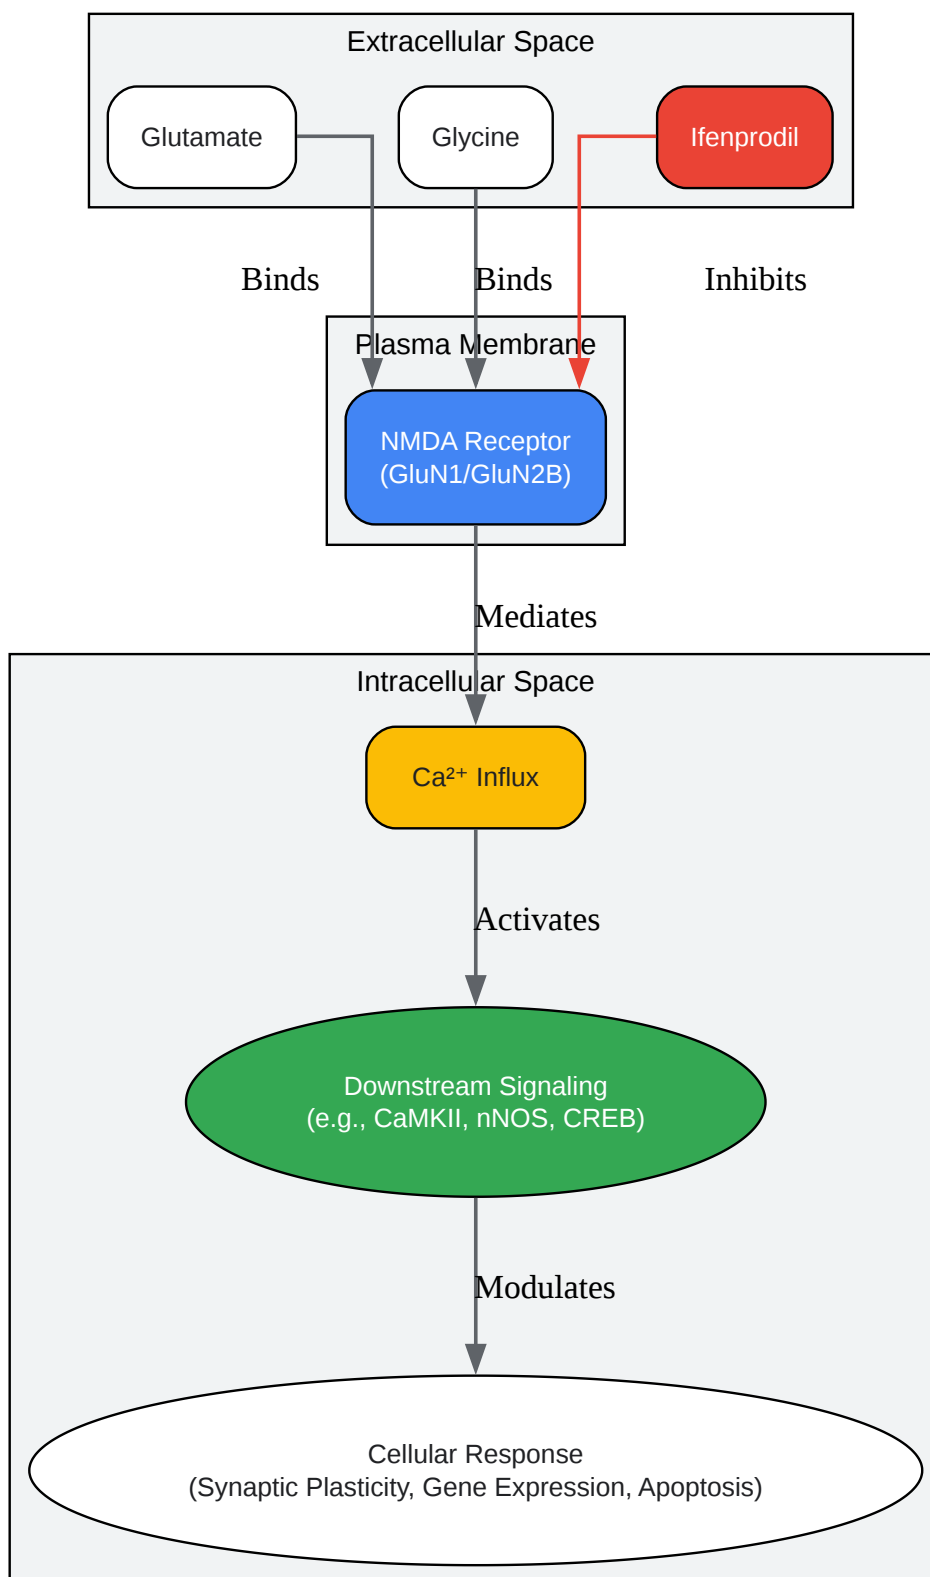 Extracellular Space
Glutamate
Glycine
Ifenprodil
Binds
Binds
Inhibits
Plasma Membrane
NMDA Receptor
(GluN1/GluN2B)
Mediates
Intracellular Space
Ca²⁺ Influx
Activates
Downstream Signaling
(e.g., CaMKII, nNOS, CREB)
Modulates
Cellular Response
(Synaptic Plasticity, Gene Expression, Apoptosis)